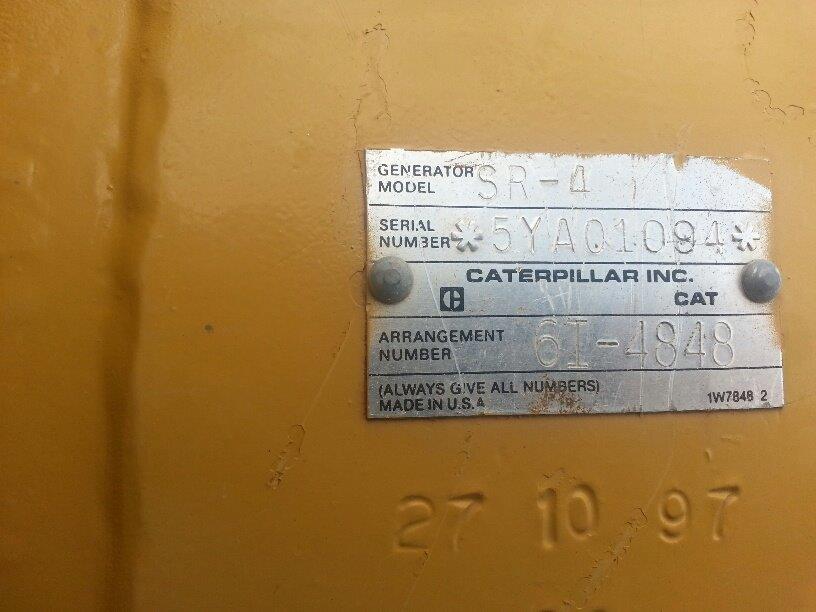 GENERATOR MODEL SR-4
SERIAL NUMBER *5YA01094*
CATERPILLAR INC.
CAT
ARRANGEMENT NUMBER 6I-4848
(ALWAYS GIVE ALL NUMBERS)
MADE IN U.S.A 1W7848 2
27 10 97